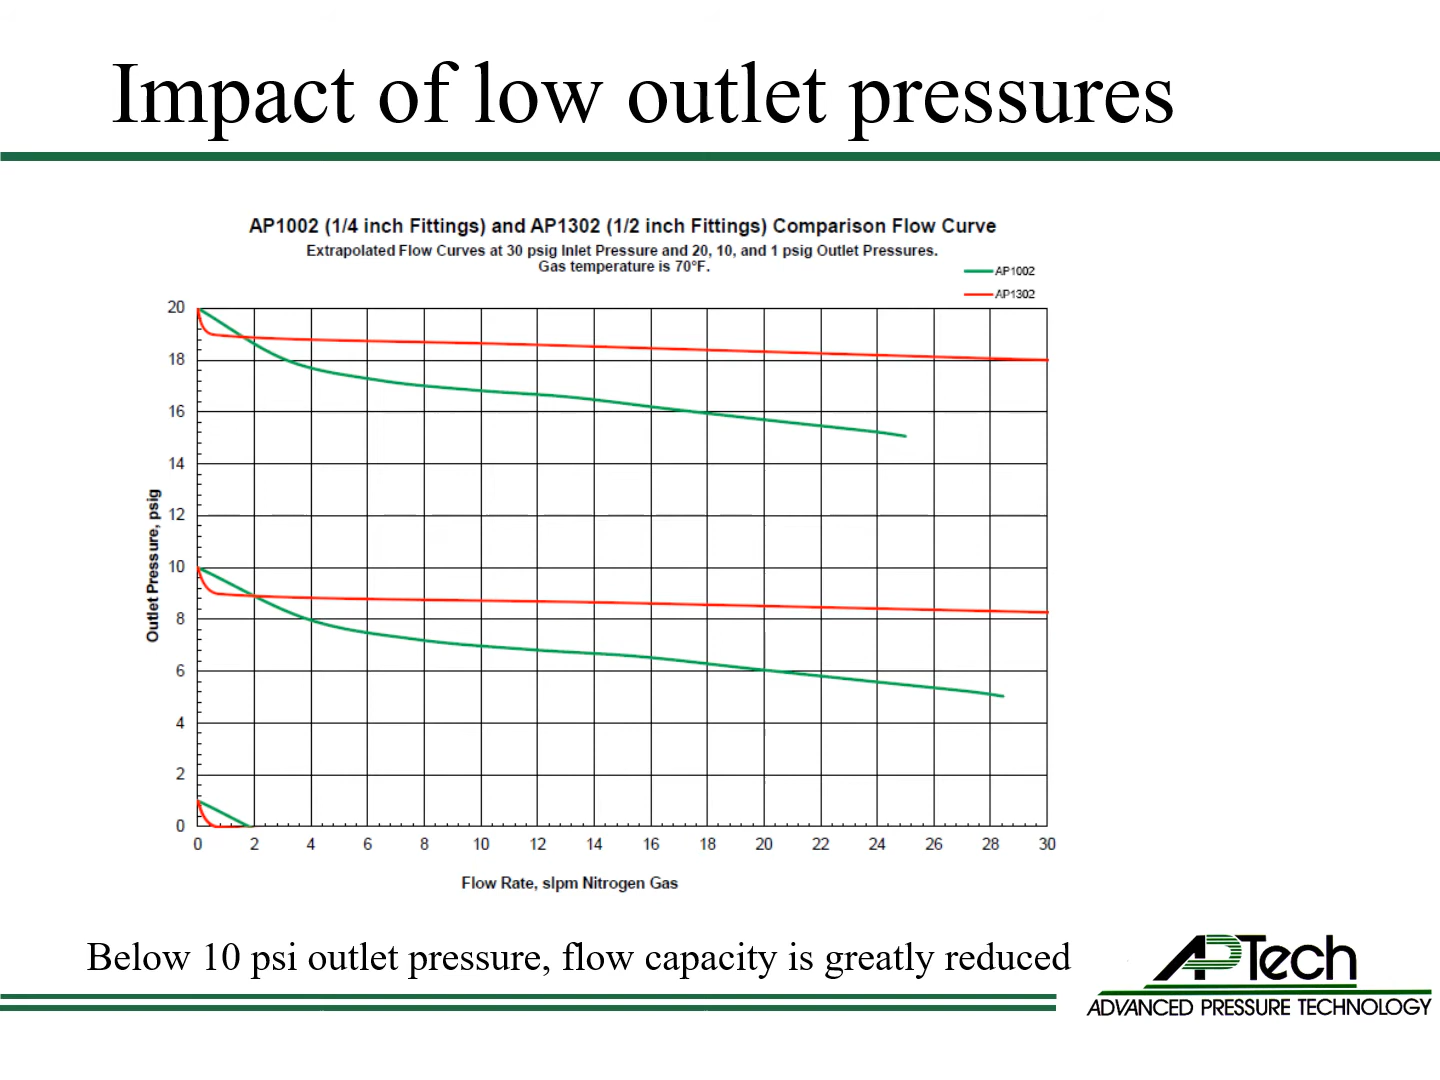 Impact of low outlet pressures
AP1002 (1/4 inch Fittings) and AP1302 (1/2 inch Fittings) Comparison Flow Curve
Extrapolated Flow Curves at 30 psig Inlet Pressure and 20, 10, and 1 psig Outlet Pressures.
Gas temperature is 70°F.
AP1002
AP1302
20
18
16
14
12
10
8
6
4
2
0
Outlet Pressure, psig
0 2 4 6 8 10 12 14 16 18 20 22 24 26 28 30
Flow Rate, slpm Nitrogen Gas
Below 10 psi outlet pressure, flow capacity is greatly reduced
APTech
ADVANCED PRESSURE TECHNOLOGY